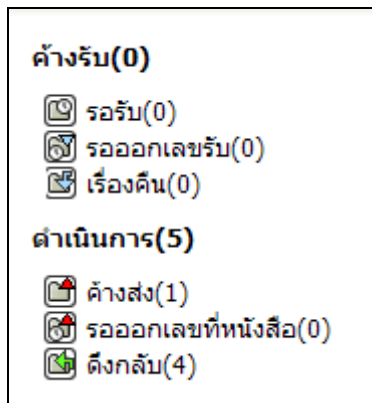 ค้างรับ(0)
รอรับ(0)
รอออกเลขรับ(0)
เรื่องคืน(0)
ดำเนินการ(5)
ค้างส่ง(1)
รอออกเลขที่หนังสือ(0)
ดึงกลับ(4)